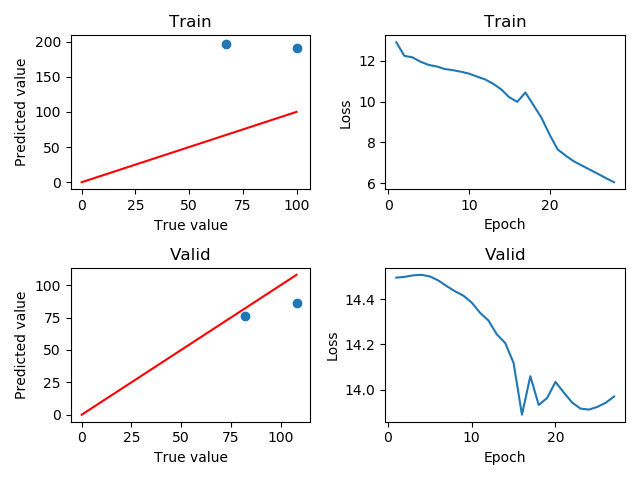 Train
Predicted value
200
150
100
50
0
0 25 50 75 100
True value
Train
Loss
12
10
8
6
0 10 20
Epoch
Valid
Predicted value
100
75
50
25
0
0 25 50 75 100
True value
Valid
Loss
14.4
14.2
14.0
0 10 20
Epoch